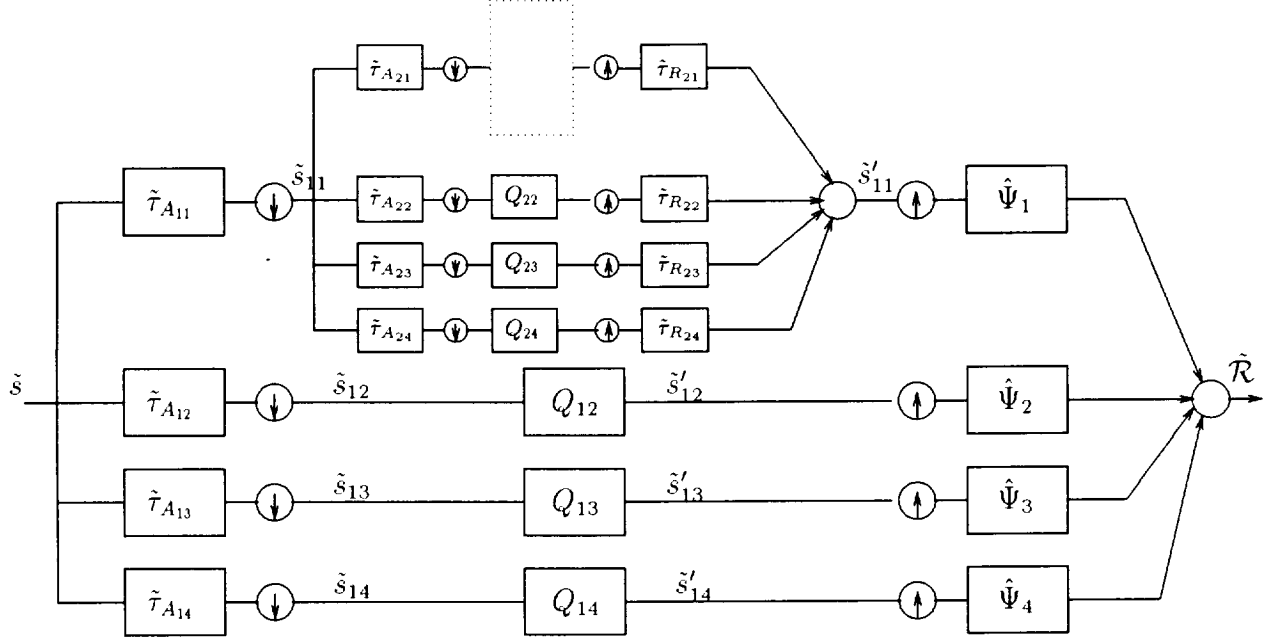 τ̃_{A_{21}} τ̃_{R_{21}}
s̃_{11} s̃′_{11}
τ̃_{A_{11}} τ̃_{A_{22}} Q_{22} τ̃_{R_{22}} Ψ̂_1
τ̃_{A_{23}} Q_{23} τ̃_{R_{23}}
τ̃_{A_{24}} Q_{24} τ̃_{R_{24}}
s̃ s̃_{12} s̃′_{12} R̃
τ̃_{A_{12}} Q_{12} Ψ̂_2
s̃_{13} s̃′_{13}
τ̃_{A_{13}} Q_{13} Ψ̂_3
s̃_{14} s̃′_{14}
τ̃_{A_{14}} Q_{14} Ψ̂_4